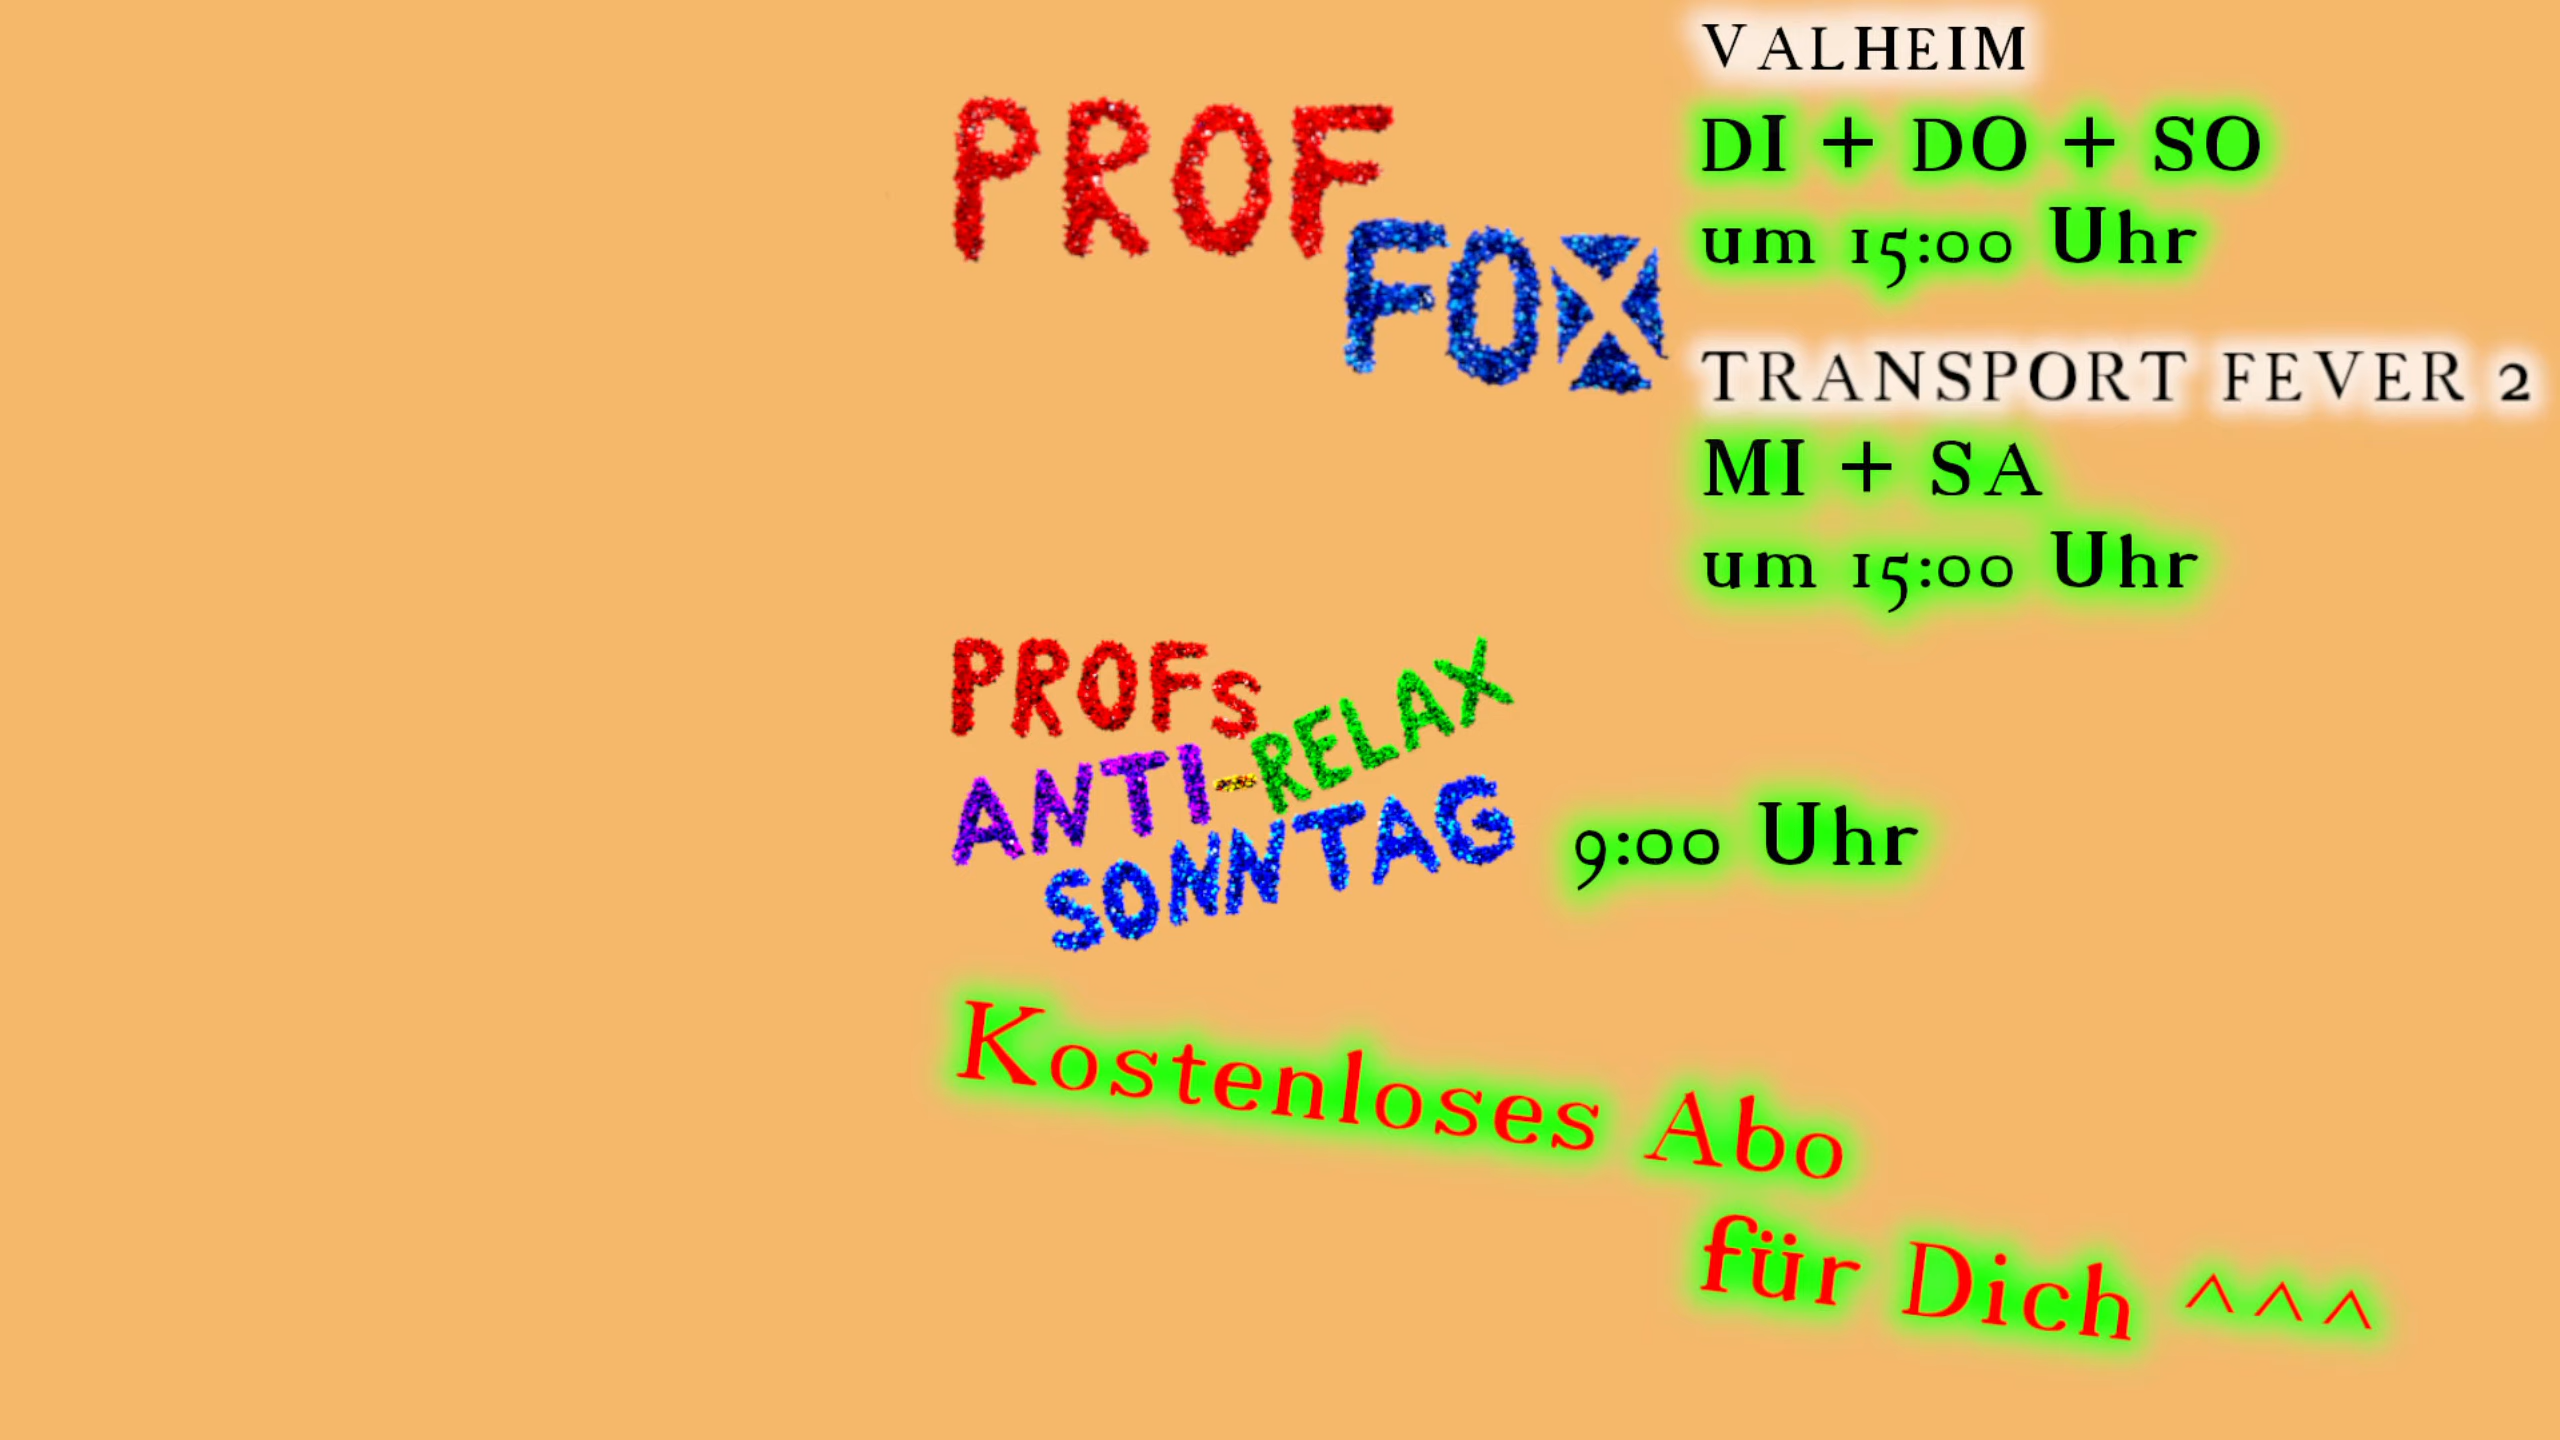 PROF
FOX
VALHEIM
DI + DO + SO
um 15:00 Uhr
TRANSPORT FEVER 2
MI + SA
um 15:00 Uhr
PROFs
ANTI-RELAX
SONNTAG
9:00 Uhr
Kostenloses Abo
für Dich ^^^